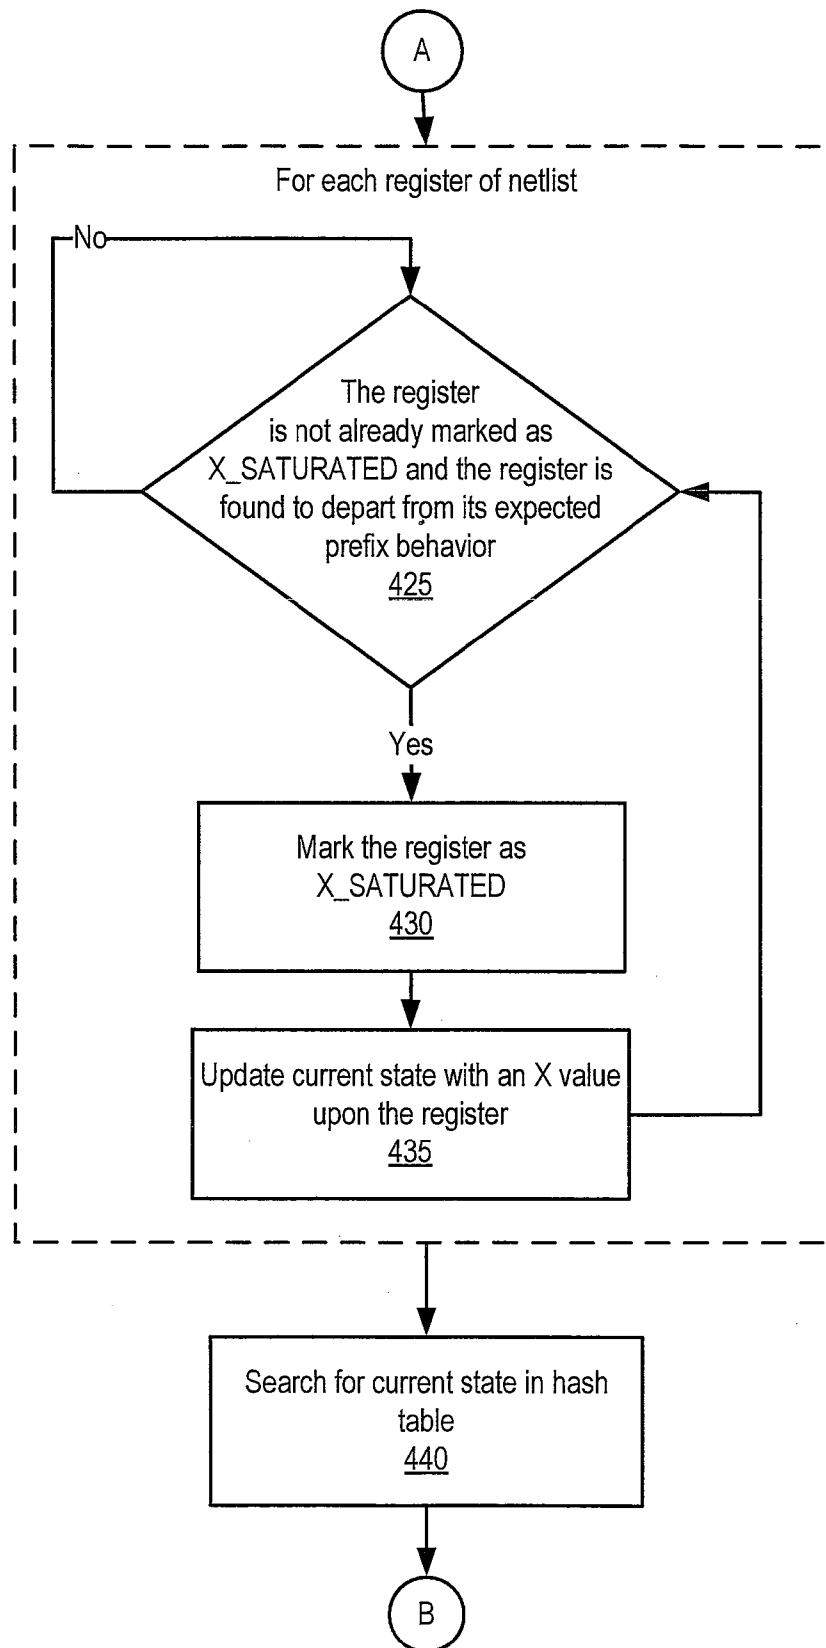 A
For each register of netlist
No
The register
is not already marked as
X_SATURATED and the register is
found to depart from its expected
prefix behavior
425
Yes
Mark the register as
X_SATURATED
430
Update current state with an X value
upon the register
435
Search for current state in hash
table
440
B